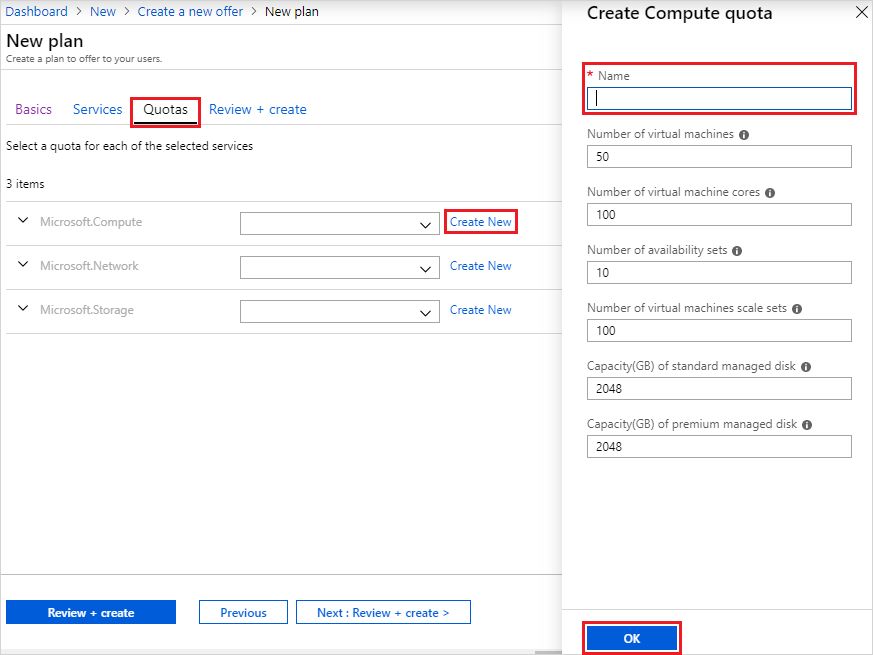 Dashboard > New > Create a new offer > New plan
New plan
Create a plan to offer to your users.
Basics Services Quotas Review + create
Select a quota for each of the selected services
3 items
Microsoft.Compute Create New
Microsoft.Network Create New
Microsoft.Storage Create New
Review + create Previous Next : Review + create >
Create Compute quota
* Name
Number of virtual machines
50
Number of virtual machine cores
100
Number of availability sets
10
Number of virtual machines scale sets
100
Capacity(GB) of standard managed disk
2048
Capacity(GB) of premium managed disk
2048
OK